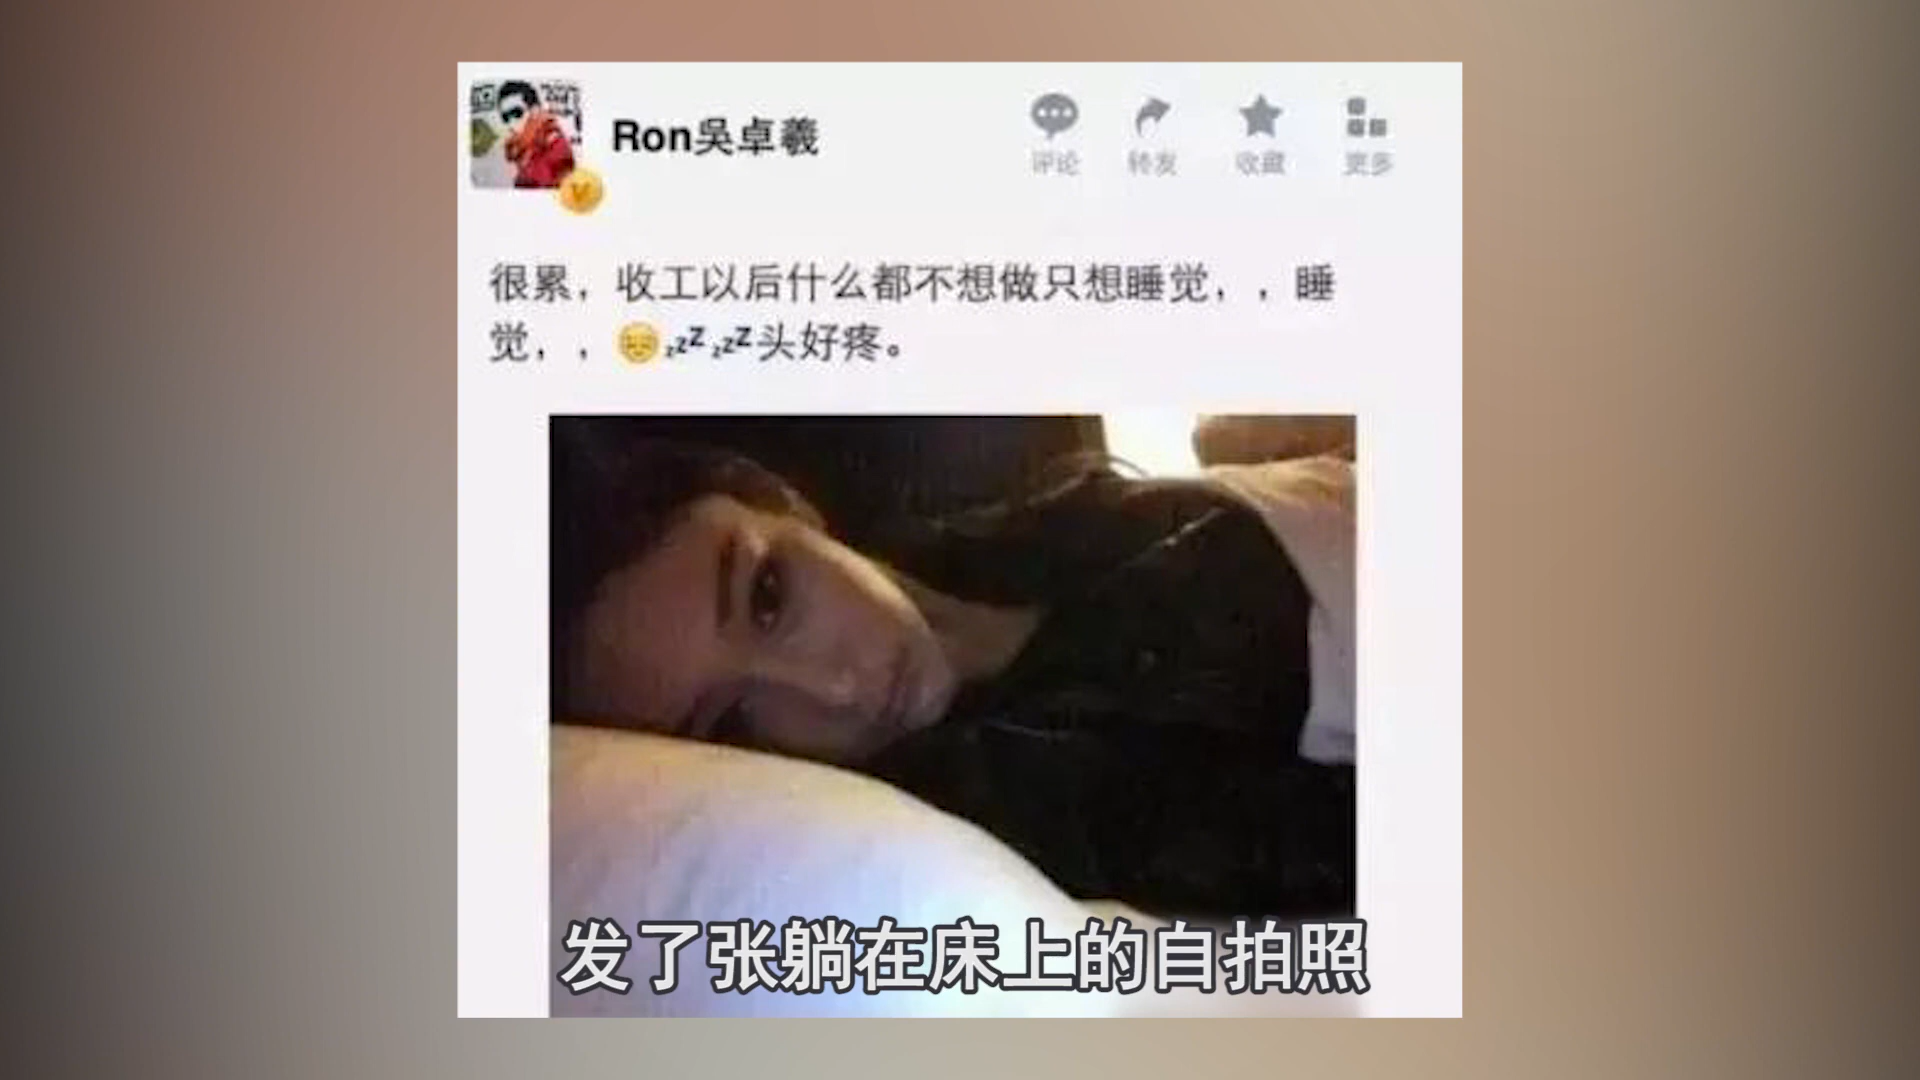 Ron吳卓羲
评论 转发 收藏 更多
很累，收工以后什么都不想做只想睡觉，，睡
觉，，😴zzZ zzZ头好疼。
发了张躺在床上的自拍照